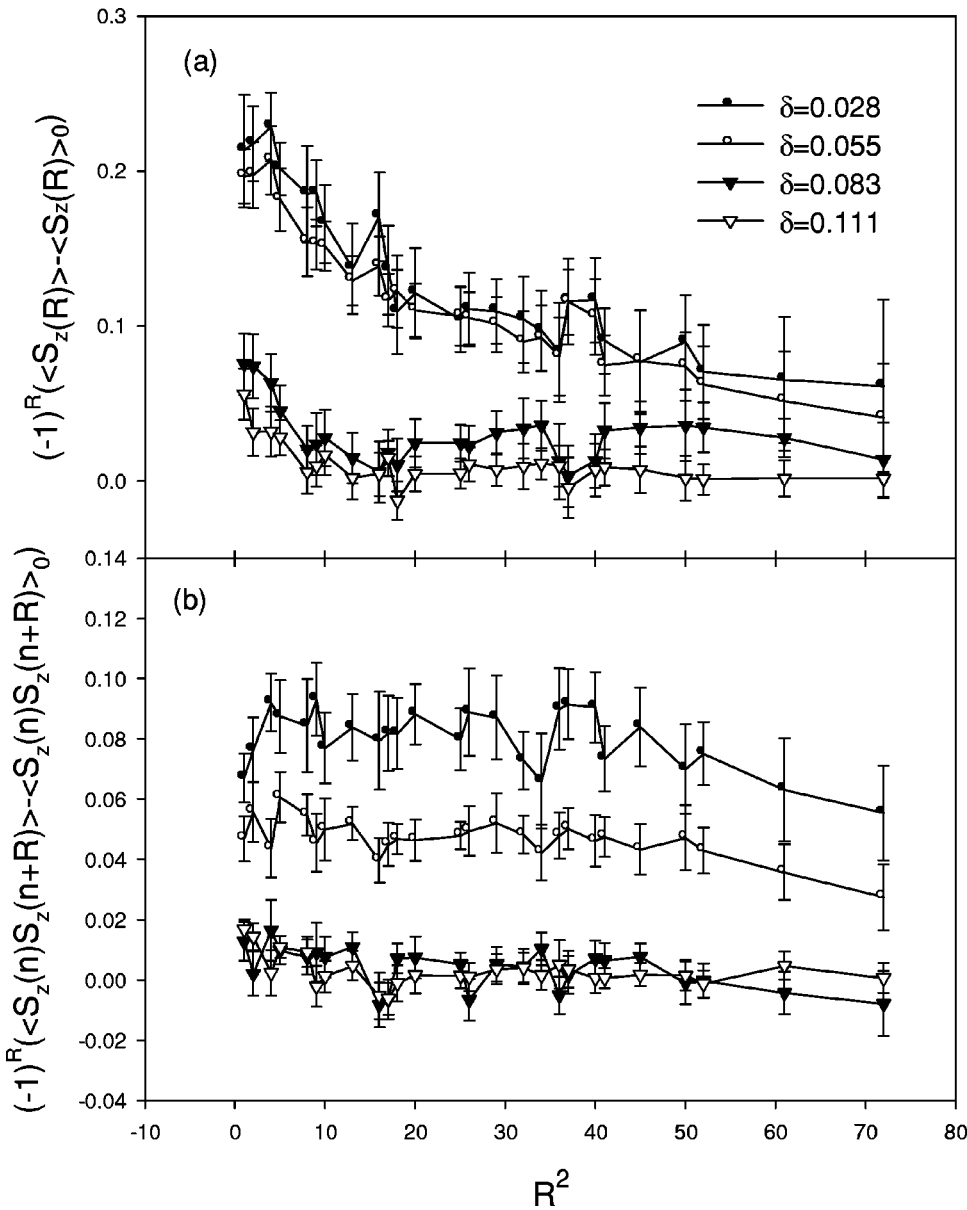 0.3
(a)
δ=0.028
δ=0.055
δ=0.083
δ=0.111
0.2
0.1
0.0
(-1)^R(<S_z(R)>-<S_z(R)>_0)
0.14
(b)
0.12
0.10
0.08
0.06
0.04
0.02
0.00
-0.02
-0.04
(-1)^R(<S_z(n)S_z(n+R)>-<S_z(n)S_z(n+R)>_0)
-10 0 10 20 30 40 50 60 70 80
R^2